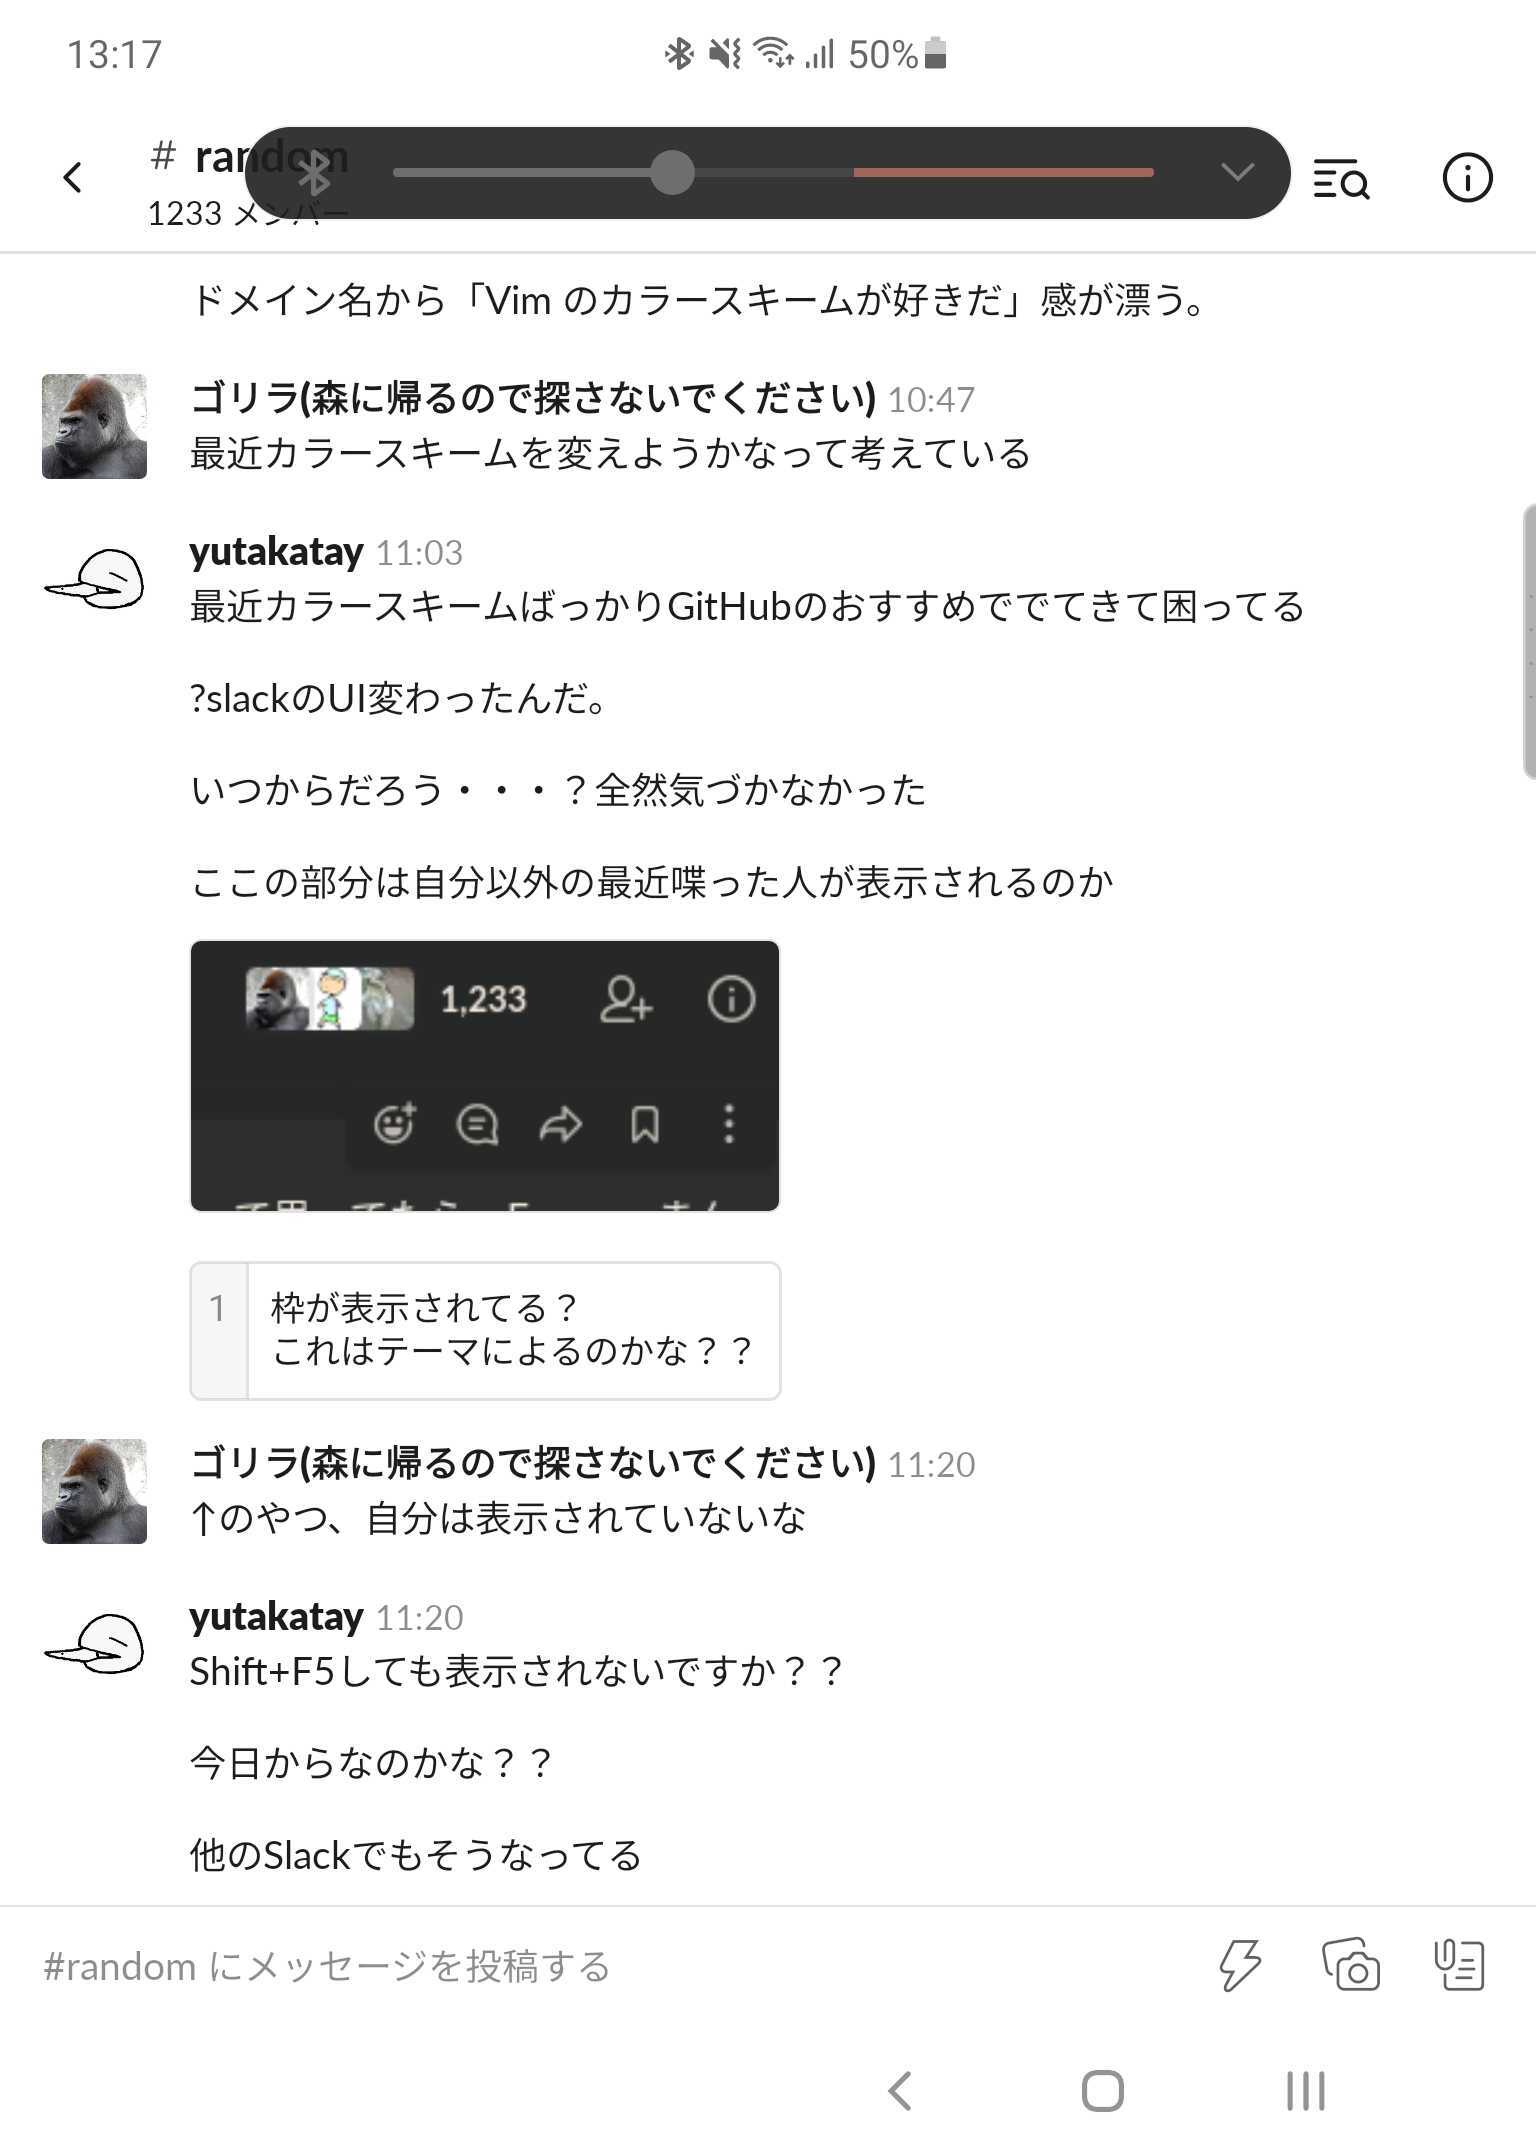 13:17 50%
# random
1233 メンバー
ドメイン名から「Vim のカラースキームが好きだ」感が漂う。
ゴリラ(森に帰るので探さないでください) 10:47
最近カラースキームを変えようかなって考えている
yutakatay 11:03
最近カラースキームばっかりGitHubのおすすめででてきて困ってる
?slackのUI変わったんだ。
いつからだろう・・・？全然気づかなかった
ここの部分は自分以外の最近喋った人が表示されるのか
1,233
1 枠が表示されてる？
これはテーマによるのかな？？
ゴリラ(森に帰るので探さないでください) 11:20
↑のやつ、自分は表示されていないな
yutakatay 11:20
Shift+F5しても表示されないですか？？
今日からなのかな？？
他のSlackでもそうなってる
#random にメッセージを投稿する